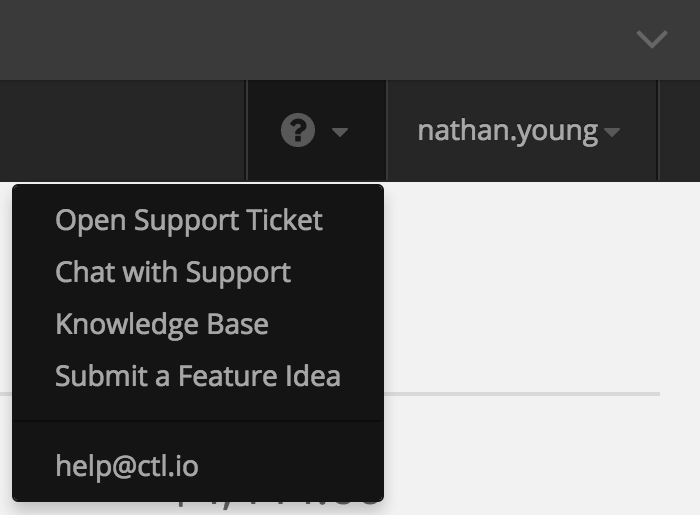 nathan.young
Open Support Ticket
Chat with Support
Knowledge Base
Submit a Feature Idea
help@ctl.io